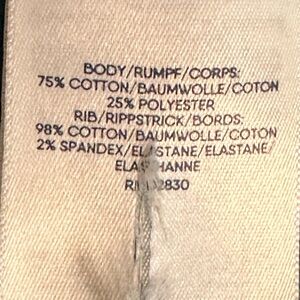 BODY/RUMPF/CORPS:
75% COTTON/BAUMWOLLE/COTON
25% POLYESTER
RIB/RIPPSTRICK/BORDS:
98% COTTON/BAUMWOLLE/COTON
2% SPANDEX/ELASTANE/ELASTANE/